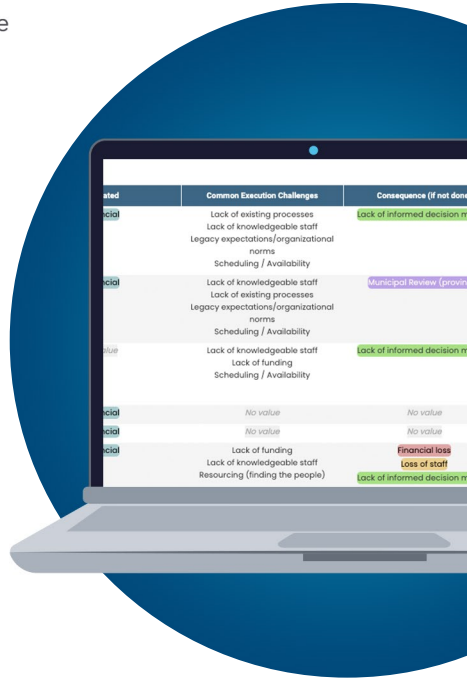 e
ated Common Execution Challenges Consequence (if not done
ncial Lack of existing processes Lack of informed decision m
Lack of knowledgeable staff
Legacy expectations/organizational
norms
Scheduling / Availability
ncial Lack of knowledgeable staff Municipal Review (provin
Lack of existing processes
Legacy expectations/organizational
norms
Scheduling / Availability
alue Lack of knowledgeable staff Lack of informed decision m
Lack of funding
Scheduling / Availability
ncial No value No value
ncial No value No value
ncial Lack of funding Financial loss
Lack of knowledgeable staff Loss of staff
Resourcing (finding the people) Lack of informed decision m